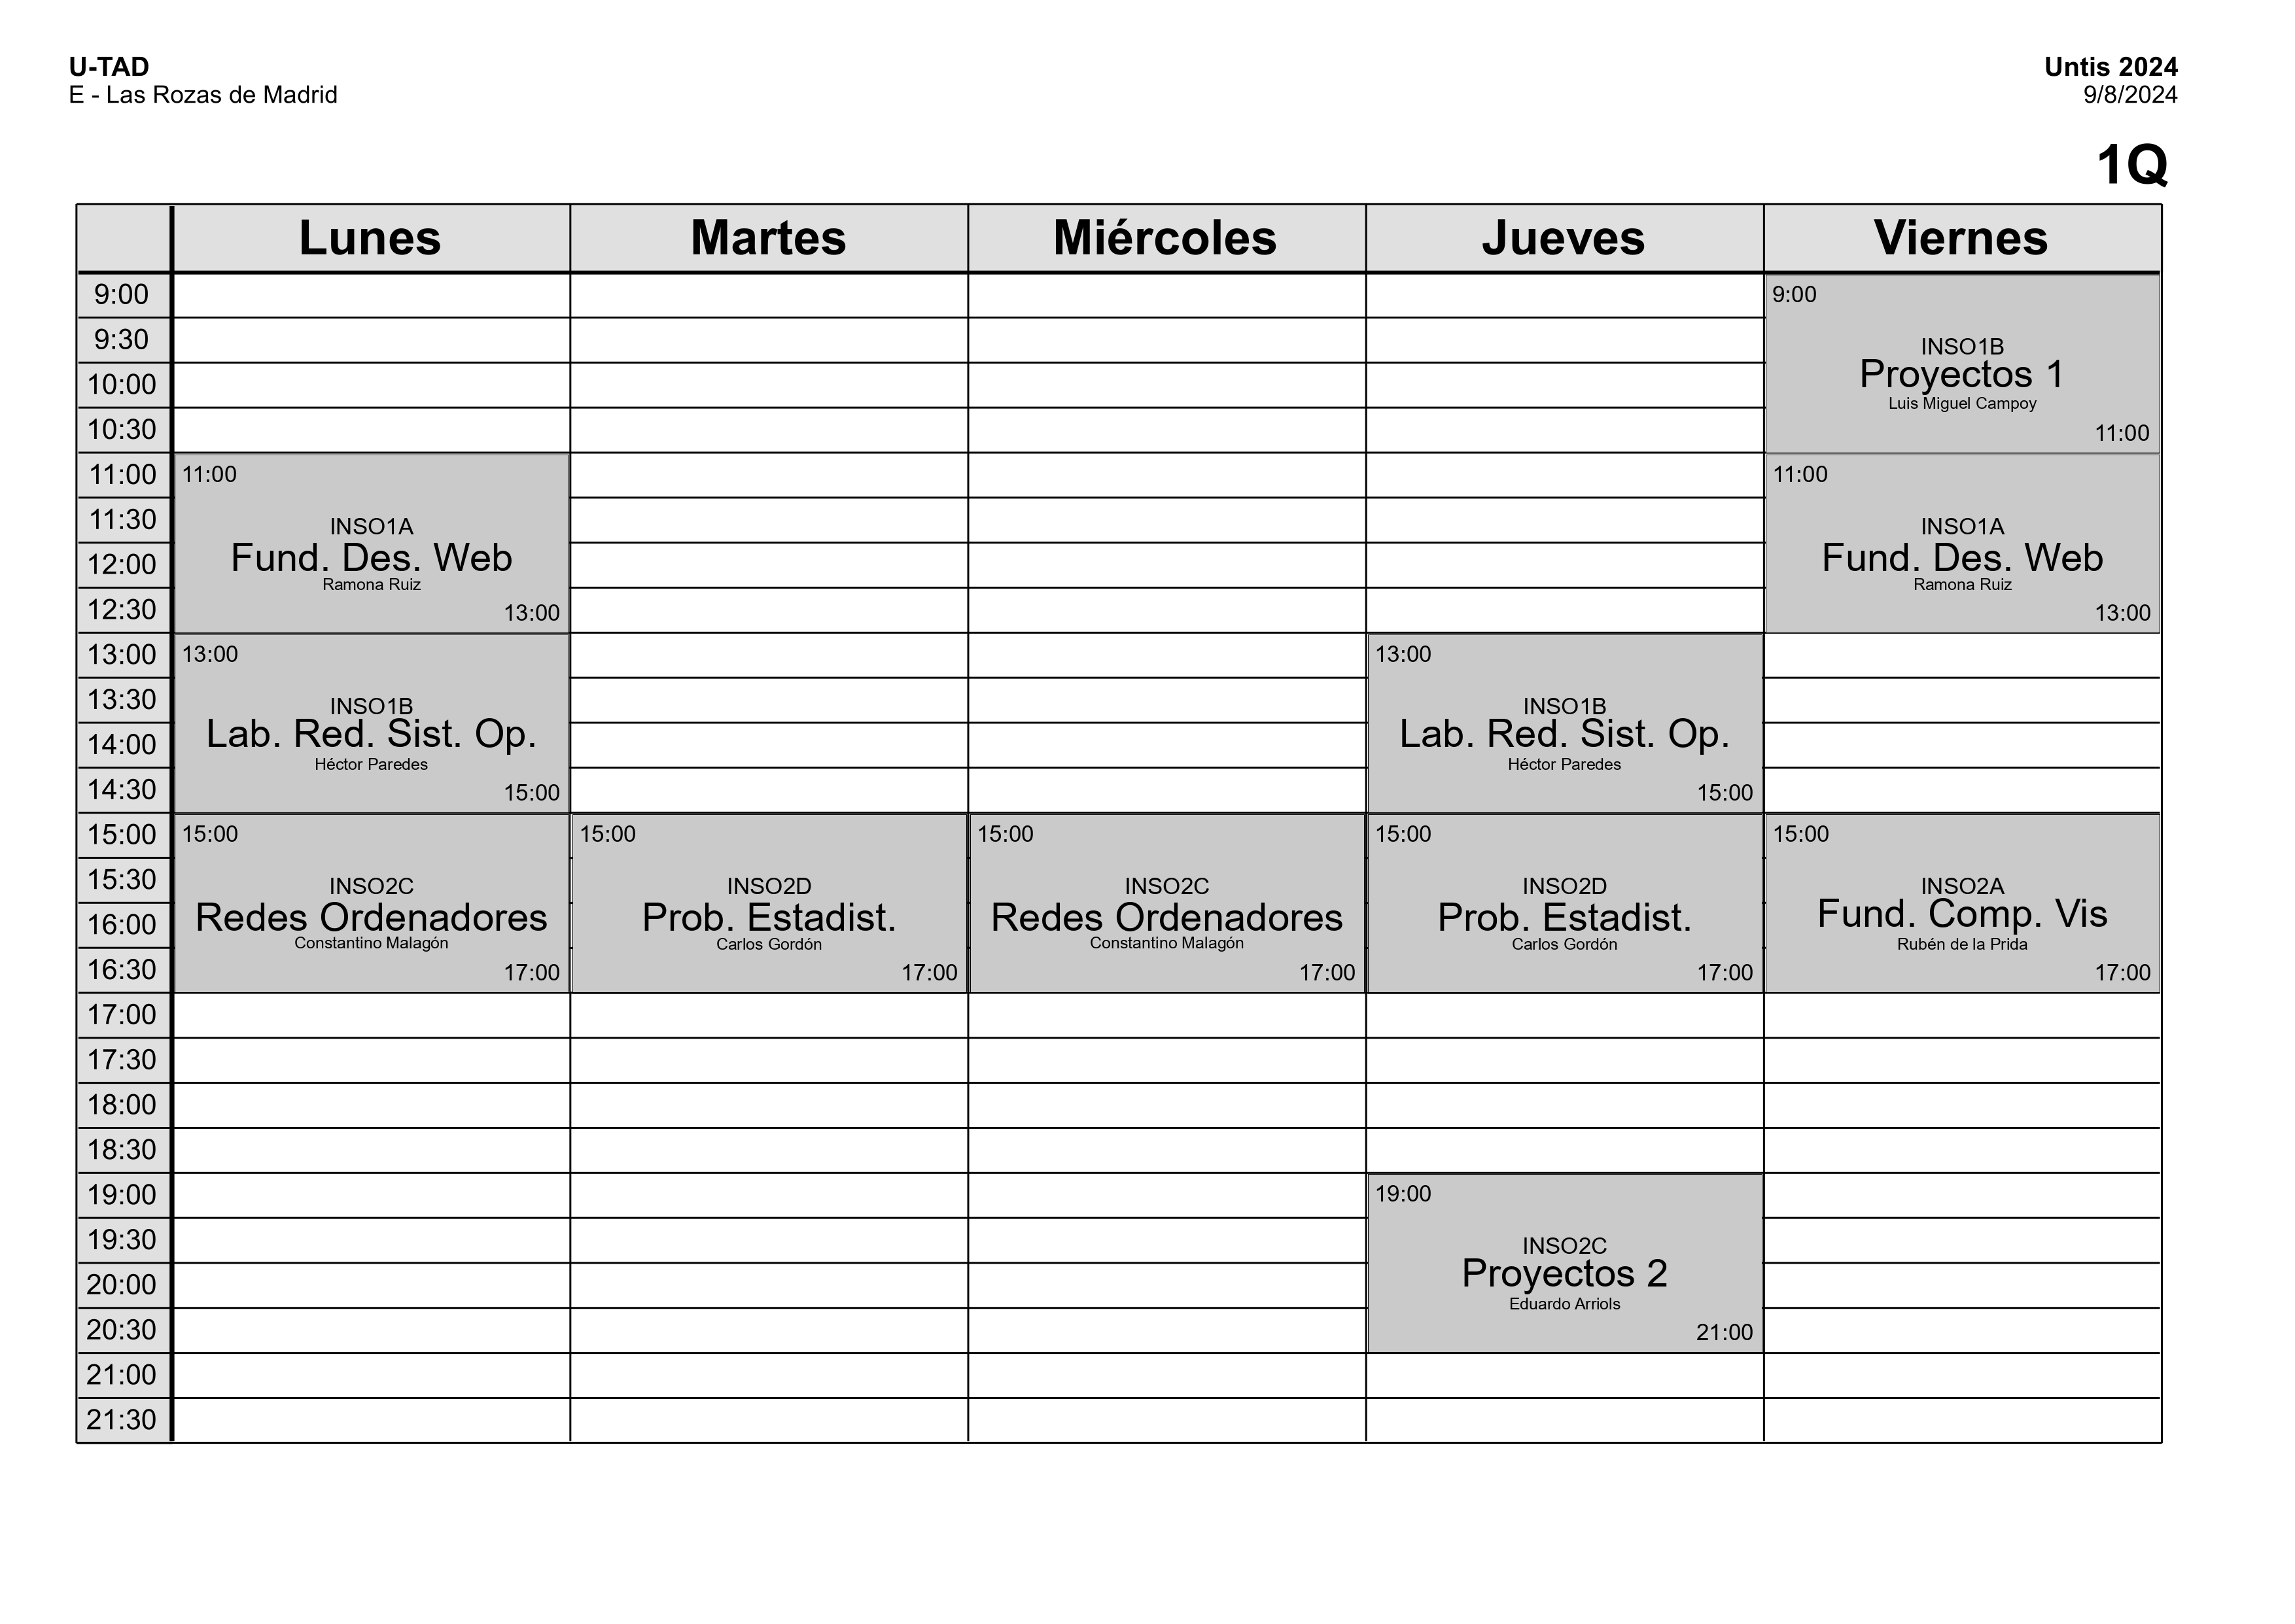 U-TAD
E - Las Rozas de Madrid
Untis 2024
9/8/2024
1Q
Lunes Martes Miércoles Jueves Viernes
9:00
9:30
10:00
10:30
11:00
11:30
12:00
12:30
13:00
13:30
14:00
14:30
15:00
15:30
16:00
16:30
17:00
17:30
18:00
18:30
19:00
19:30
20:00
20:30
21:00
21:30
11:00
INSO1A
Fund. Des. Web
Ramona Ruiz
13:00
13:00
INSO1B
Lab. Red. Sist. Op.
Héctor Paredes
15:00
15:00
INSO2C
Redes Ordenadores
Constantino Malagón
17:00
15:00
INSO2D
Prob. Estadist.
Carlos Gordón
17:00
15:00
INSO2C
Redes Ordenadores
Constantino Malagón
17:00
13:00
INSO1B
Lab. Red. Sist. Op.
Héctor Paredes
15:00
15:00
INSO2D
Prob. Estadist.
Carlos Gordón
17:00
19:00
INSO2C
Proyectos 2
Eduardo Arriols
21:00
9:00
INSO1B
Proyectos 1
Luis Miguel Campoy
11:00
11:00
INSO1A
Fund. Des. Web
Ramona Ruiz
13:00
15:00
INSO2A
Fund. Comp. Vis
Rubén de la Prida
17:00